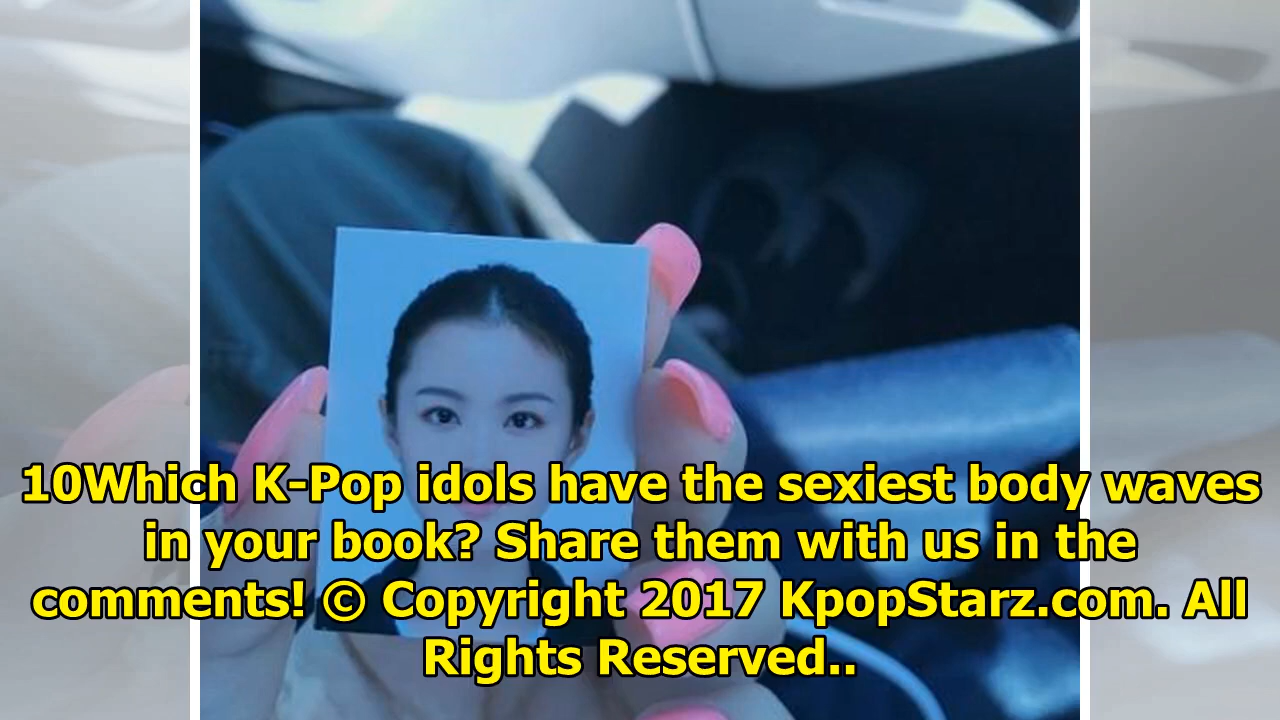 10Which K-Pop idols have the sexiest body waves
in your book? Share them with us in the
comments! © Copyright 2017 KpopStarz.com. All
Rights Reserved..